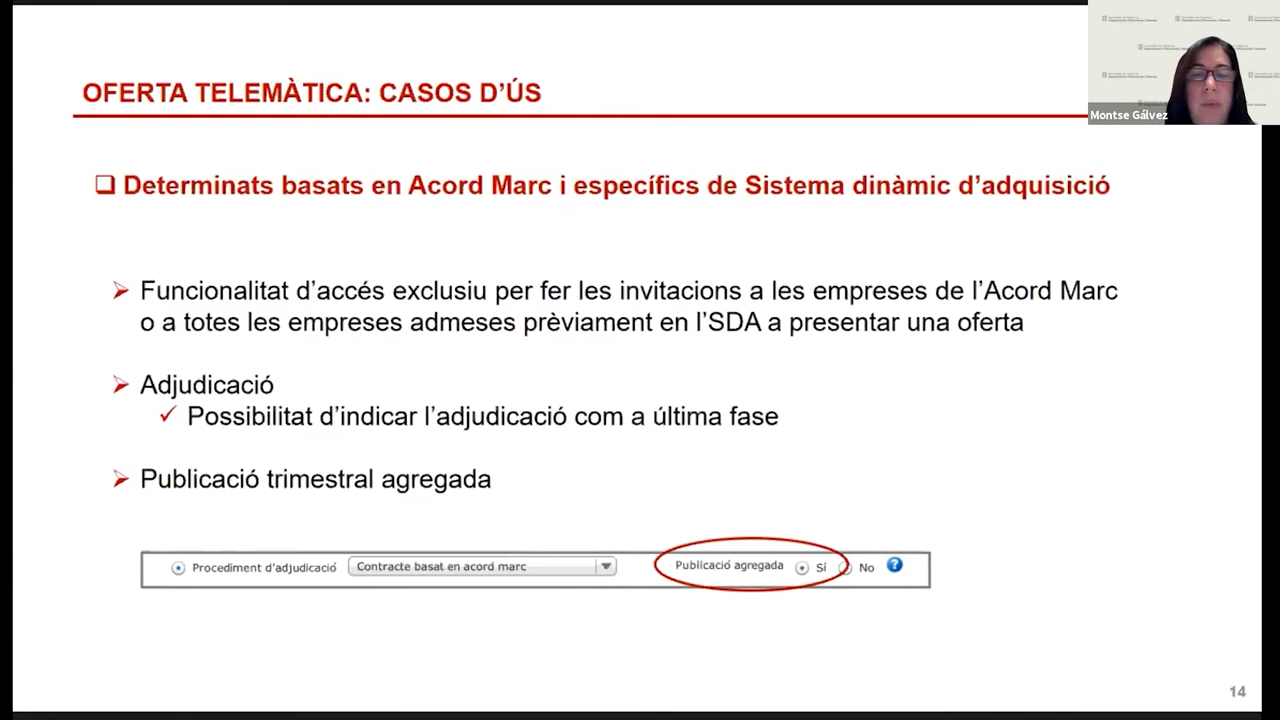 OFERTA TELEMÀTICA: CASOS D'ÚS
Montse Gálvez
❑ Determinats basats en Acord Marc i específics de Sistema dinàmic d'adquisició
➢ Funcionalitat d'accés exclusiu per fer les invitacions a les empreses de l'Acord Marc
o a totes les empreses admeses prèviament en l'SDA a presentar una oferta
➢ Adjudicació
✓ Possibilitat d'indicar l'adjudicació com a última fase
➢ Publicació trimestral agregada
Procediment d'adjudicació Contracte basat en acord marc Publicació agregada Sí No ?
14